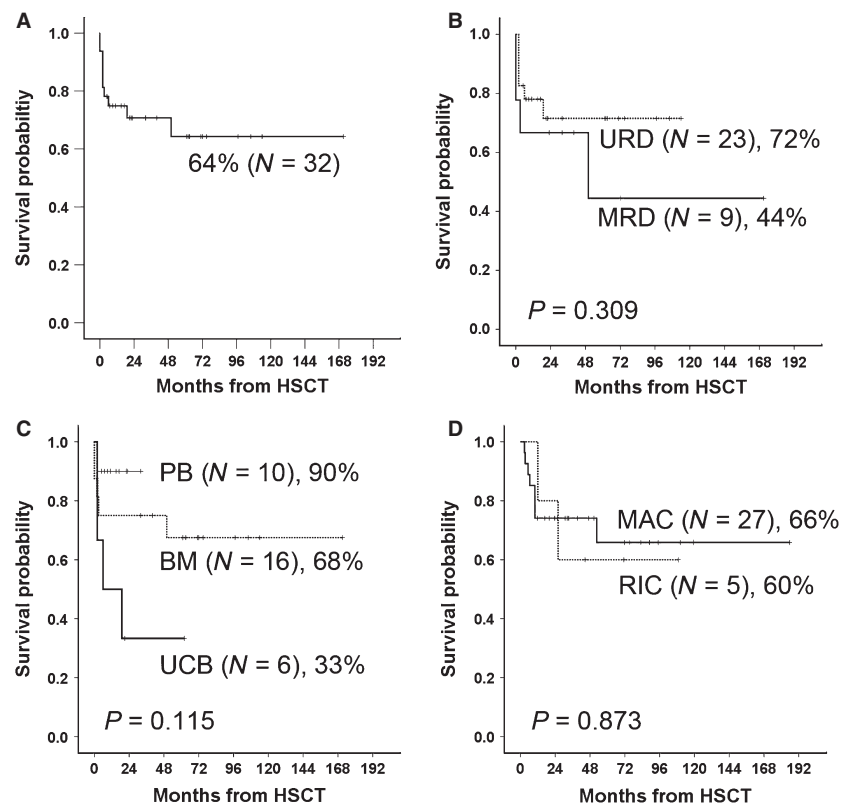 A
1.0
0.8
0.6
0.4
0.2
0.0
Survival probabiltiy
64% (N = 32)
0 24 48 72 96 120 144 168 192
Months from HSCT
B
1.0
0.8
0.6
0.4
0.2
0.0
Survival probability
URD (N = 23), 72%
MRD (N = 9), 44%
P = 0.309
0 24 48 72 96 120 144 168 192
Months from HSCT
C
1.0
0.8
0.6
0.4
0.2
0.0
Survival probability
PB (N = 10), 90%
BM (N = 16), 68%
UCB (N = 6), 33%
P = 0.115
0 24 48 72 96 120 144 168 192
Months from HSCT
D
1.0
0.8
0.6
0.4
0.2
0.0
Survival probability
MAC (N = 27), 66%
RIC (N = 5), 60%
P = 0.873
0 24 48 72 96 120 144 168 192
Months from HSCT